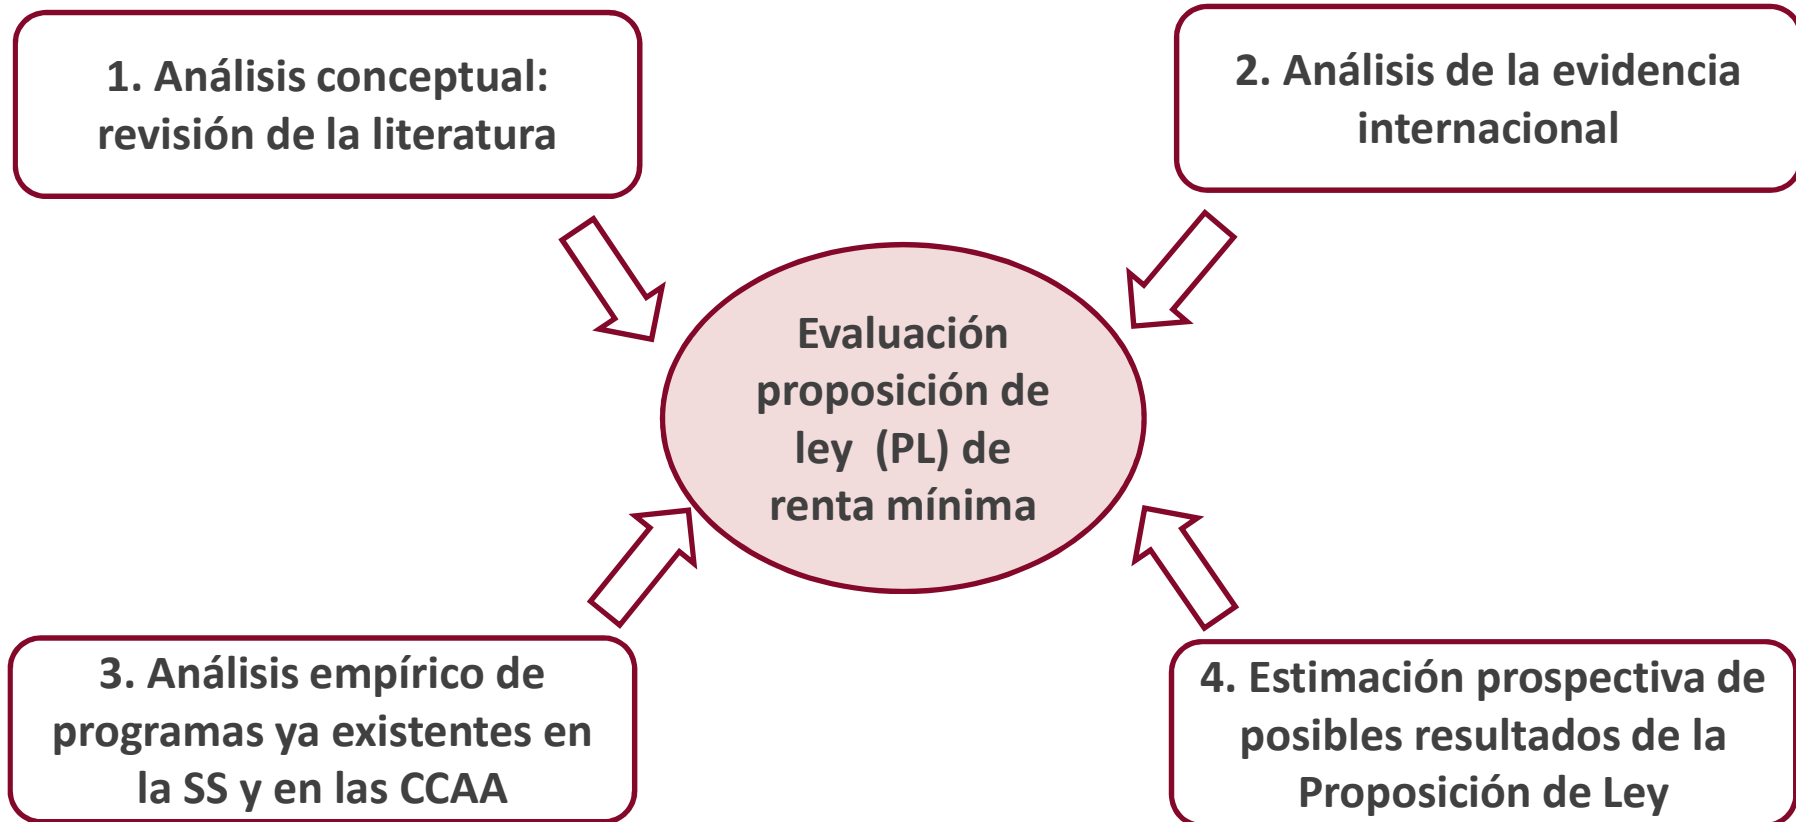 1. Análisis conceptual:
revisión de la literatura
2. Análisis de la evidencia
internacional
Evaluación
proposición de
ley  (PL) de
renta mínima
3. Análisis empírico de
programas ya existentes en
la SS y en las CCAA
4. Estimación prospectiva de
posibles resultados de la
Proposición de Ley